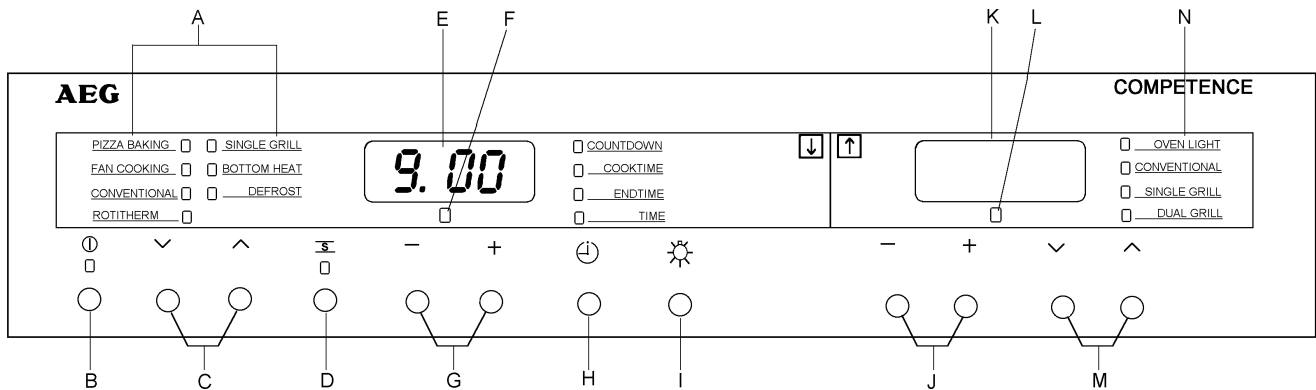 A E F K L N
AEG COMPETENCE
PIZZA BAKING SINGLE GRILL
FAN COOKING BOTTOM HEAT
CONVENTIONAL DEFROST
ROTITHERM
9.00
COUNTDOWN
COOKTIME
ENDTIME
TIME
OVEN LIGHT
CONVENTIONAL
SINGLE GRILL
DUAL GRILL
S − + − +
B C D G H I J M